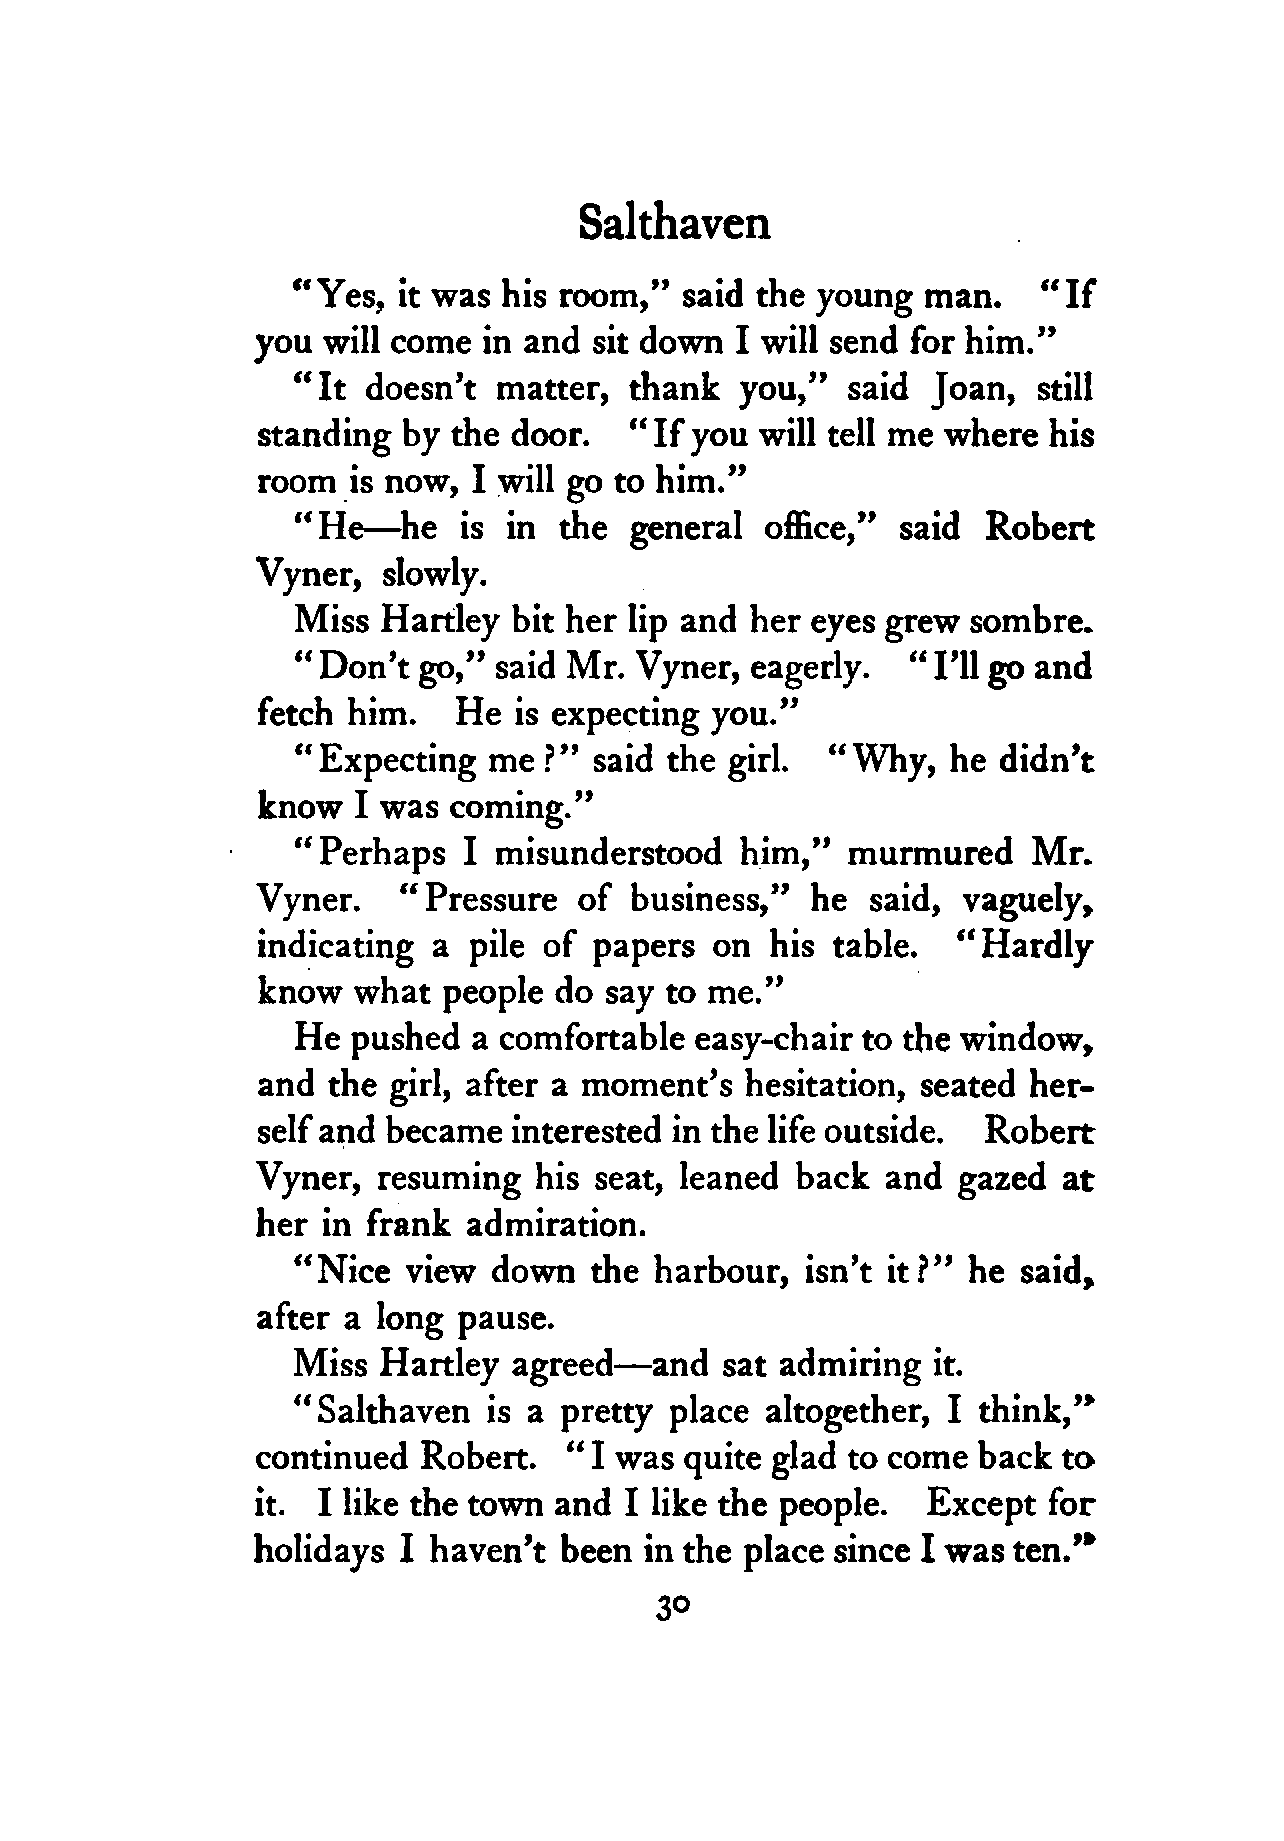 Salthaven
"Yes, it was his room," said the young man. "If
you will come in and sit down I will send for him."
"It doesn't matter, thank you," said Joan, still
standing by the door. "If you will tell me where his
room is now, I will go to him."
"He—he is in the general office," said Robert
Vyner, slowly.
Miss Hartley bit her lip and her eyes grew sombre.
"Don't go," said Mr. Vyner, eagerly. "I'll go and
fetch him. He is expecting you."
"Expecting me?" said the girl. "Why, he didn't
know I was coming."
"Perhaps I misunderstood him," murmured Mr.
Vyner. "Pressure of business," he said, vaguely,
indicating a pile of papers on his table. "Hardly
know what people do say to me."
He pushed a comfortable easy-chair to the window,
and the girl, after a moment's hesitation, seated her-
self and became interested in the life outside. Robert
Vyner, resuming his seat, leaned back and gazed at
her in frank admiration.
"Nice view down the harbour, isn't it?" he said,
after a long pause.
Miss Hartley agreed—and sat admiring it.
"Salthaven is a pretty place altogether, I think,"
continued Robert. "I was quite glad to come back to
it. I like the town and I like the people. Except for
holidays I haven't been in the place since I was ten."
30